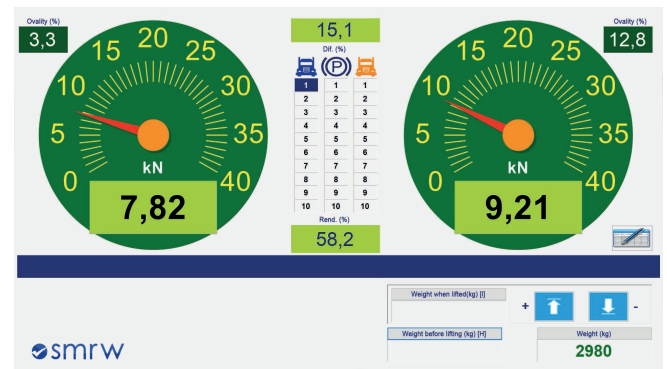 Ovality (%)
3,3
0
5
10
15
20
25
30
35
40
kN
7,82
15,1
Dif. (%)
(P)
1 1 1
2 2 2
3 3 3
4 4 4
5 5 5
6 6 6
7 7 7
8 8 8
9 9 9
10 10 10
Rend. (%)
58,2
Ovality (%)
12,8
0
5
10
15
20
25
30
35
40
kN
9,21
Weight when lifted(kg) [I]
+ -
Weight before lifting (kg) [H]
Weight (kg)
2980
smrw